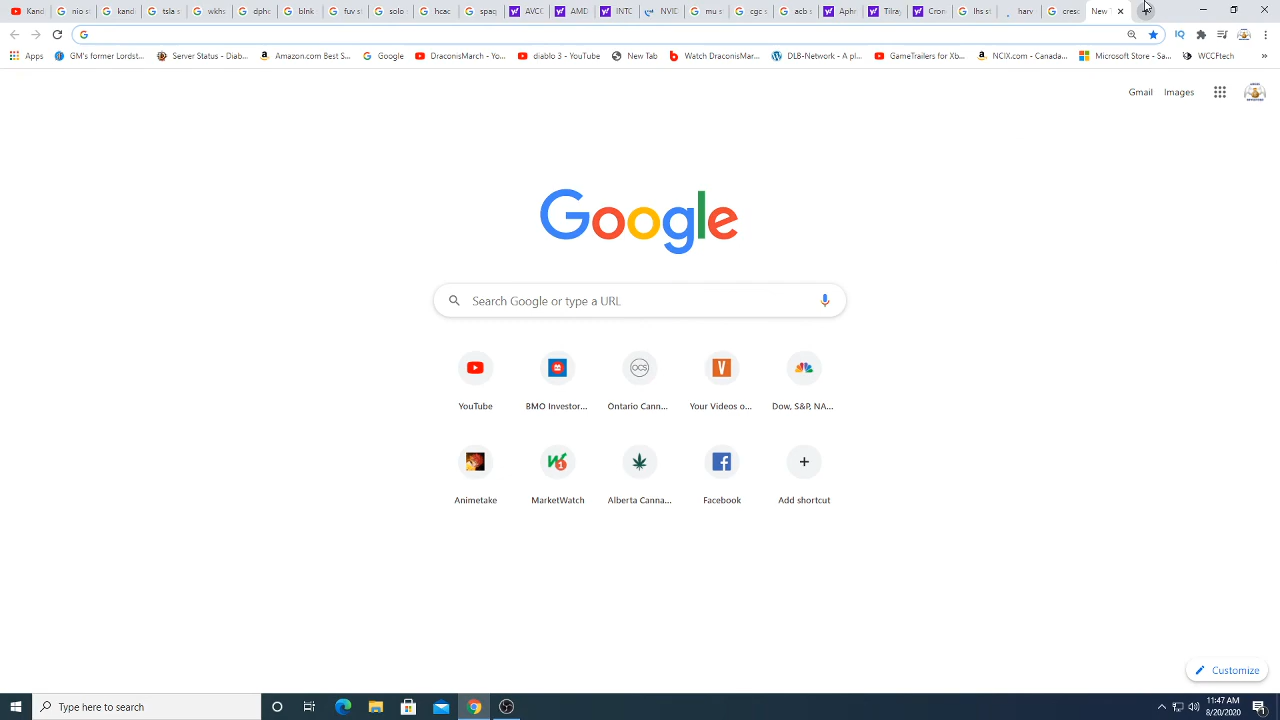 Kand nio s kand tsla s whis dphc blnk fuv s solo hcac spaq AVCO AMD INTC NVID mu s cgc s acb s Aphr Tilray Cron lhs s harv cresc New T
Apps GM's former Lordst... Server Status - Diab... Amazon.com Best S... Google DraconisMarch - Yo... diablo 3 - YouTube New Tab Watch DraconisMar... DLB-Network - A pl... GameTrailers for Xb... NCIX.com - Canada... Microsoft Store - Sa... WCCFtech »
Gmail Images
Google
Search Google or type a URL
YouTube BMO Investor... Ontario Cann... Your Videos o... Dow, S&P, NA...
Animetake MarketWatch Alberta Canna... Facebook Add shortcut
Customize
Type here to search
11:47 AM
8/20/2020